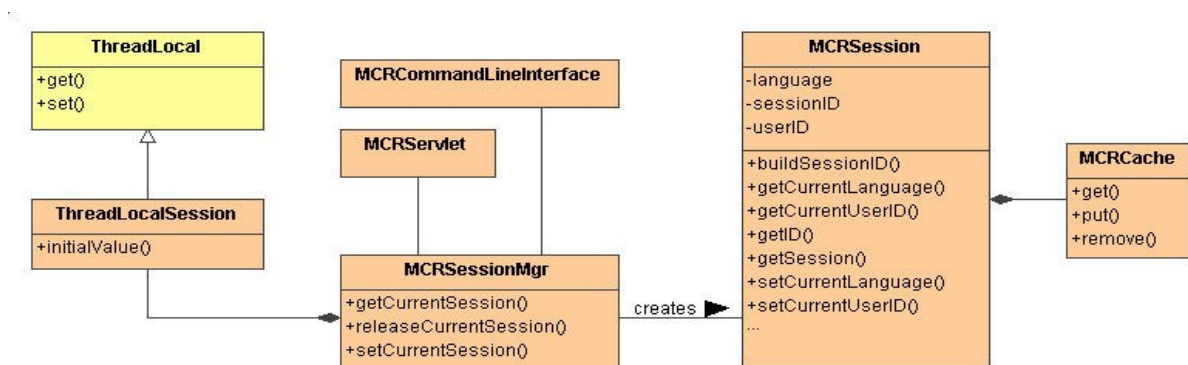 ThreadLocal
+get()
+set()
ThreadLocalSession
+initialValue()
MCRCommandLineInterface
MCRServlet
MCRSessionMgr
+getCurrentSession()
+releaseCurrentSession()
+setCurrentSession()
creates
MCRSession
-language
-sessionID
-userID
+buildSessionID()
+getCurrentLanguage()
+getCurrentUserID()
+getID()
+getSession()
+setCurrentLanguage()
+setCurrentUserID()
...
MCRCache
+get()
+put()
+remove()